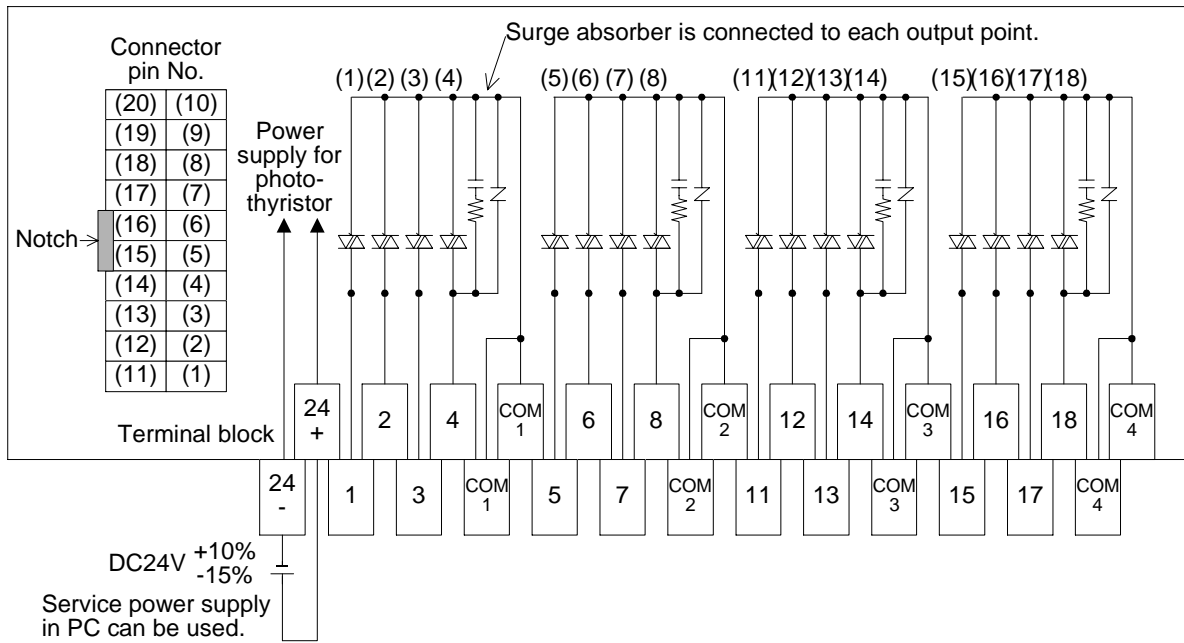 Surge absorber is connected to each output point.
Connector
pin No.
(1) (2) (3) (4) (5) (6) (7) (8) (11) (12) (13) (14) (15) (16) (17) (18)
(20) (10)
(19) (9)
(18) (8)
(17) (7)
(16) (6)
(15) (5)
(14) (4)
(13) (3)
(12) (2)
(11) (1)
Notch
Power
supply for
photo-
thyristor
Terminal block
24
+
2
4
COM
1
6
8
COM
2
12
14
COM
3
16
18
COM
4
24
-
1
3
COM
1
5
7
COM
2
11
13
COM
3
15
17
COM
4
DC24V +10%
-15%
Service power supply
in PC can be used.